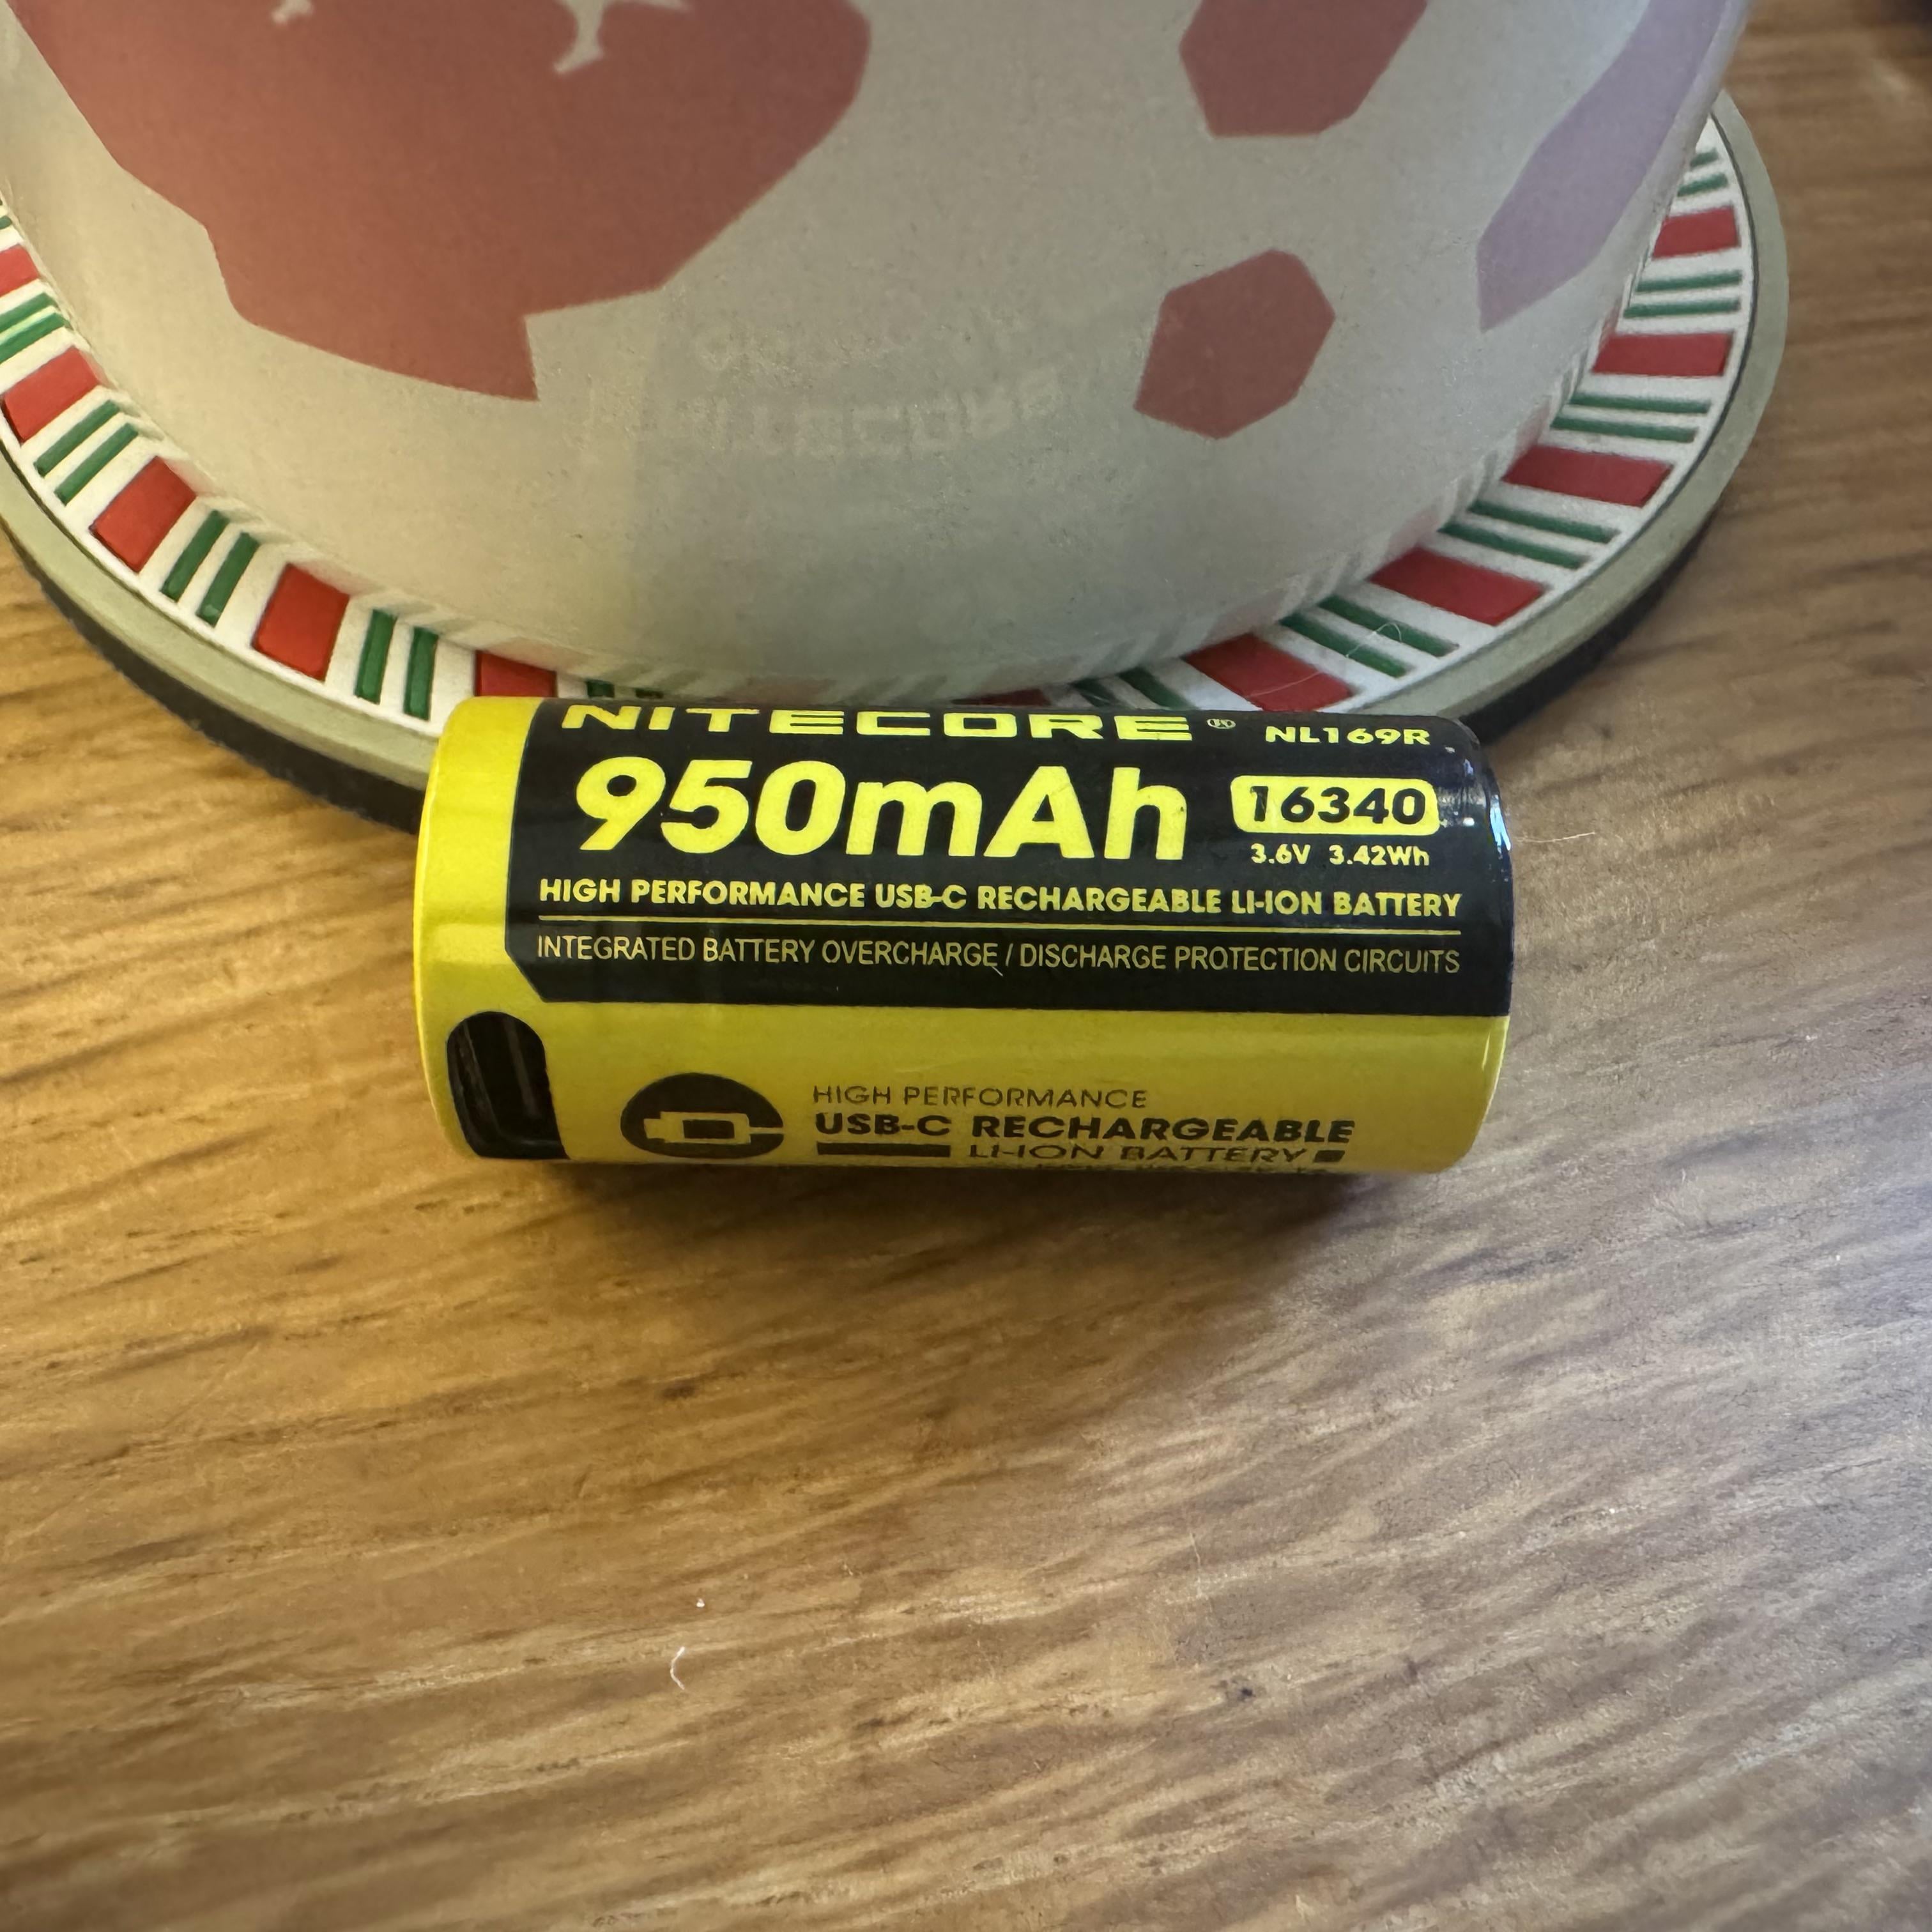 NITECORE® NL169R
950mAh 16340
3.6V 3.42Wh
HIGH PERFORMANCE USB-C RECHARGEABLE LI-ION BATTERY
INTEGRATED BATTERY OVERCHARGE / DISCHARGE PROTECTION CIRCUITS
HIGH PERFORMANCE
USB-C RECHARGEABLE
LI-ION BATTERY